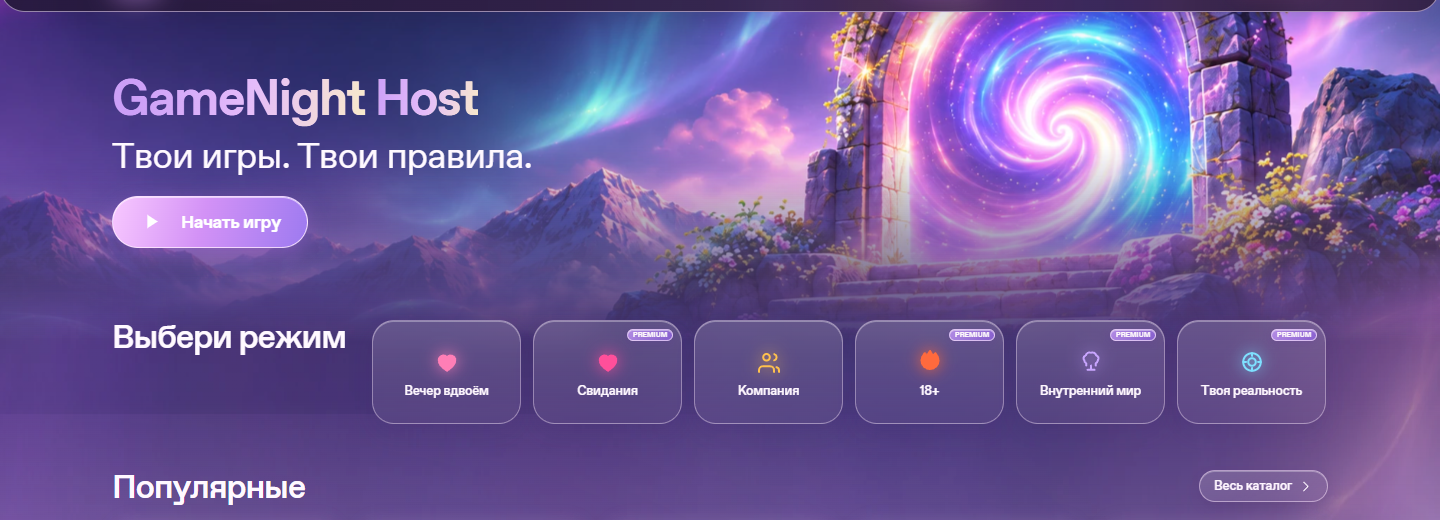 GameNight Host
Твои игры. Твои правила.
Начать игру
Выбери режим
Вечер вдвоём
PREMIUM
Свидания
Компания
PREMIUM
18+
PREMIUM
Внутренний мир
PREMIUM
Твоя реальность
Популярные
Весь каталог